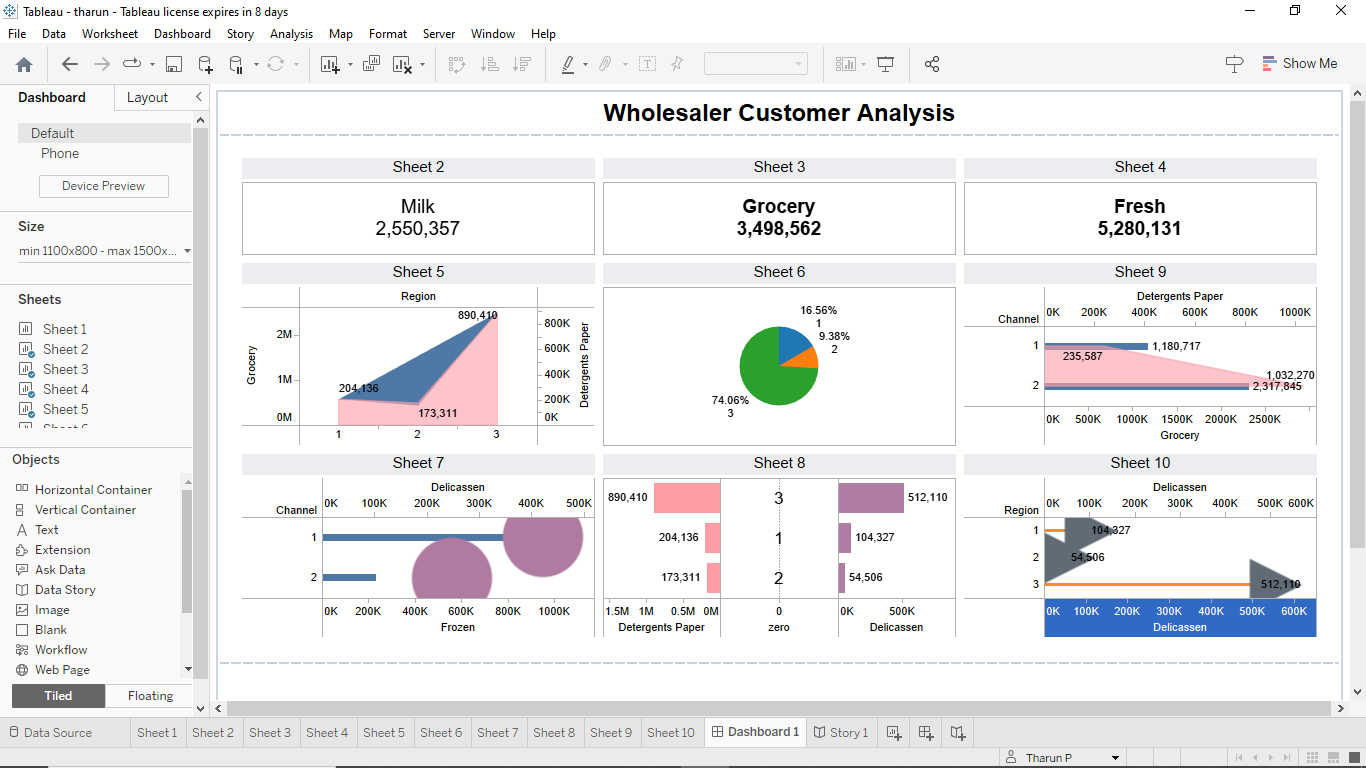 Tableau - tharun - Tableau license expires in 8 days
File Data Worksheet Dashboard Story Analysis Map Format Server Window Help
Show Me
Dashboard Layout
Default
Phone
Device Preview
Size
min 1100x800 - max 1500x...
Sheets
Sheet 1
Sheet 2
Sheet 3
Sheet 4
Sheet 5
Objects
Horizontal Container
Vertical Container
Text
Extension
Ask Data
Data Story
Image
Blank
Workflow
Web Page
Tiled Floating
Wholesaler Customer Analysis
Sheet 2
Milk
2,550,357
Sheet 3
Grocery
3,498,562
Sheet 4
Fresh
5,280,131
Sheet 5
Region
890,410
2M 800K
600K
1M 400K
204,136
200K
173,311
0M 0K
Grocery
Detergents Paper
1 2 3
Sheet 6
16.56%
1
9.38%
2
74.06%
3
Sheet 9
Detergents Paper
Channel 0K 200K 400K 600K 800K 1000K
1 1,180,717
235,587
1,032,270
2 2,317,845
0K 500K 1000K 1500K 2000K 2500K
Grocery
Sheet 7
Delicassen
Channel 0K 100K 200K 300K 400K 500K
1
2
0K 200K 400K 600K 800K 1000K
Frozen
Sheet 8
890,410 3 512,110
204,136 1 104,327
173,311 2 54,506
1.5M 1M 0.5M 0M 0 0K 500K
Detergents Paper zero Delicassen
Sheet 10
Delicassen
Region 0K 100K 200K 300K 400K 500K 600K
1 104,327
2 54,506
3 512,110
0K 100K 200K 300K 400K 500K 600K
Delicassen
Data Source Sheet 1 Sheet 2 Sheet 3 Sheet 4 Sheet 5 Sheet 6 Sheet 7 Sheet 8 Sheet 9 Sheet 10 Dashboard 1 Story 1
Tharun P